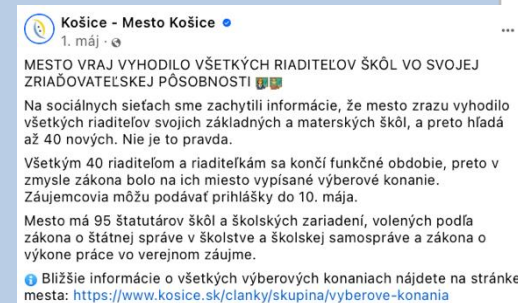 Košice - Mesto Košice
1. máj
MESTO VRAJ VYHODILO VŠETKÝCH RIADITEĽOV ŠKÔL VO SVOJEJ
ZRIAĎOVATEĽSKEJ PÔSOBNOSTI
Na sociálnych sieťach sme zachytili informácie, že mesto zrazu vyhodilo
všetkých riaditeľov svojich základných a materských škôl, a preto hľadá
až 40 nových. Nie je to pravda.
Všetkým 40 riaditeľom a riaditeľkám sa končí funkčné obdobie, preto v
zmysle zákona bolo na ich miesto vypísané výberové konanie.
Záujemcovia môžu podávať prihlášky do 10. mája.
Mesto má 95 štatutárov škôl a školských zariadení, volených podľa
zákona o štátnej správe v školstve a školskej samospráve a zákona o
výkone práce vo verejnom záujme.
Bližšie informácie o všetkých výberových konaniach nájdete na stránke
mesta: https://www.kosice.sk/clanky/skupina/vyberove-konania